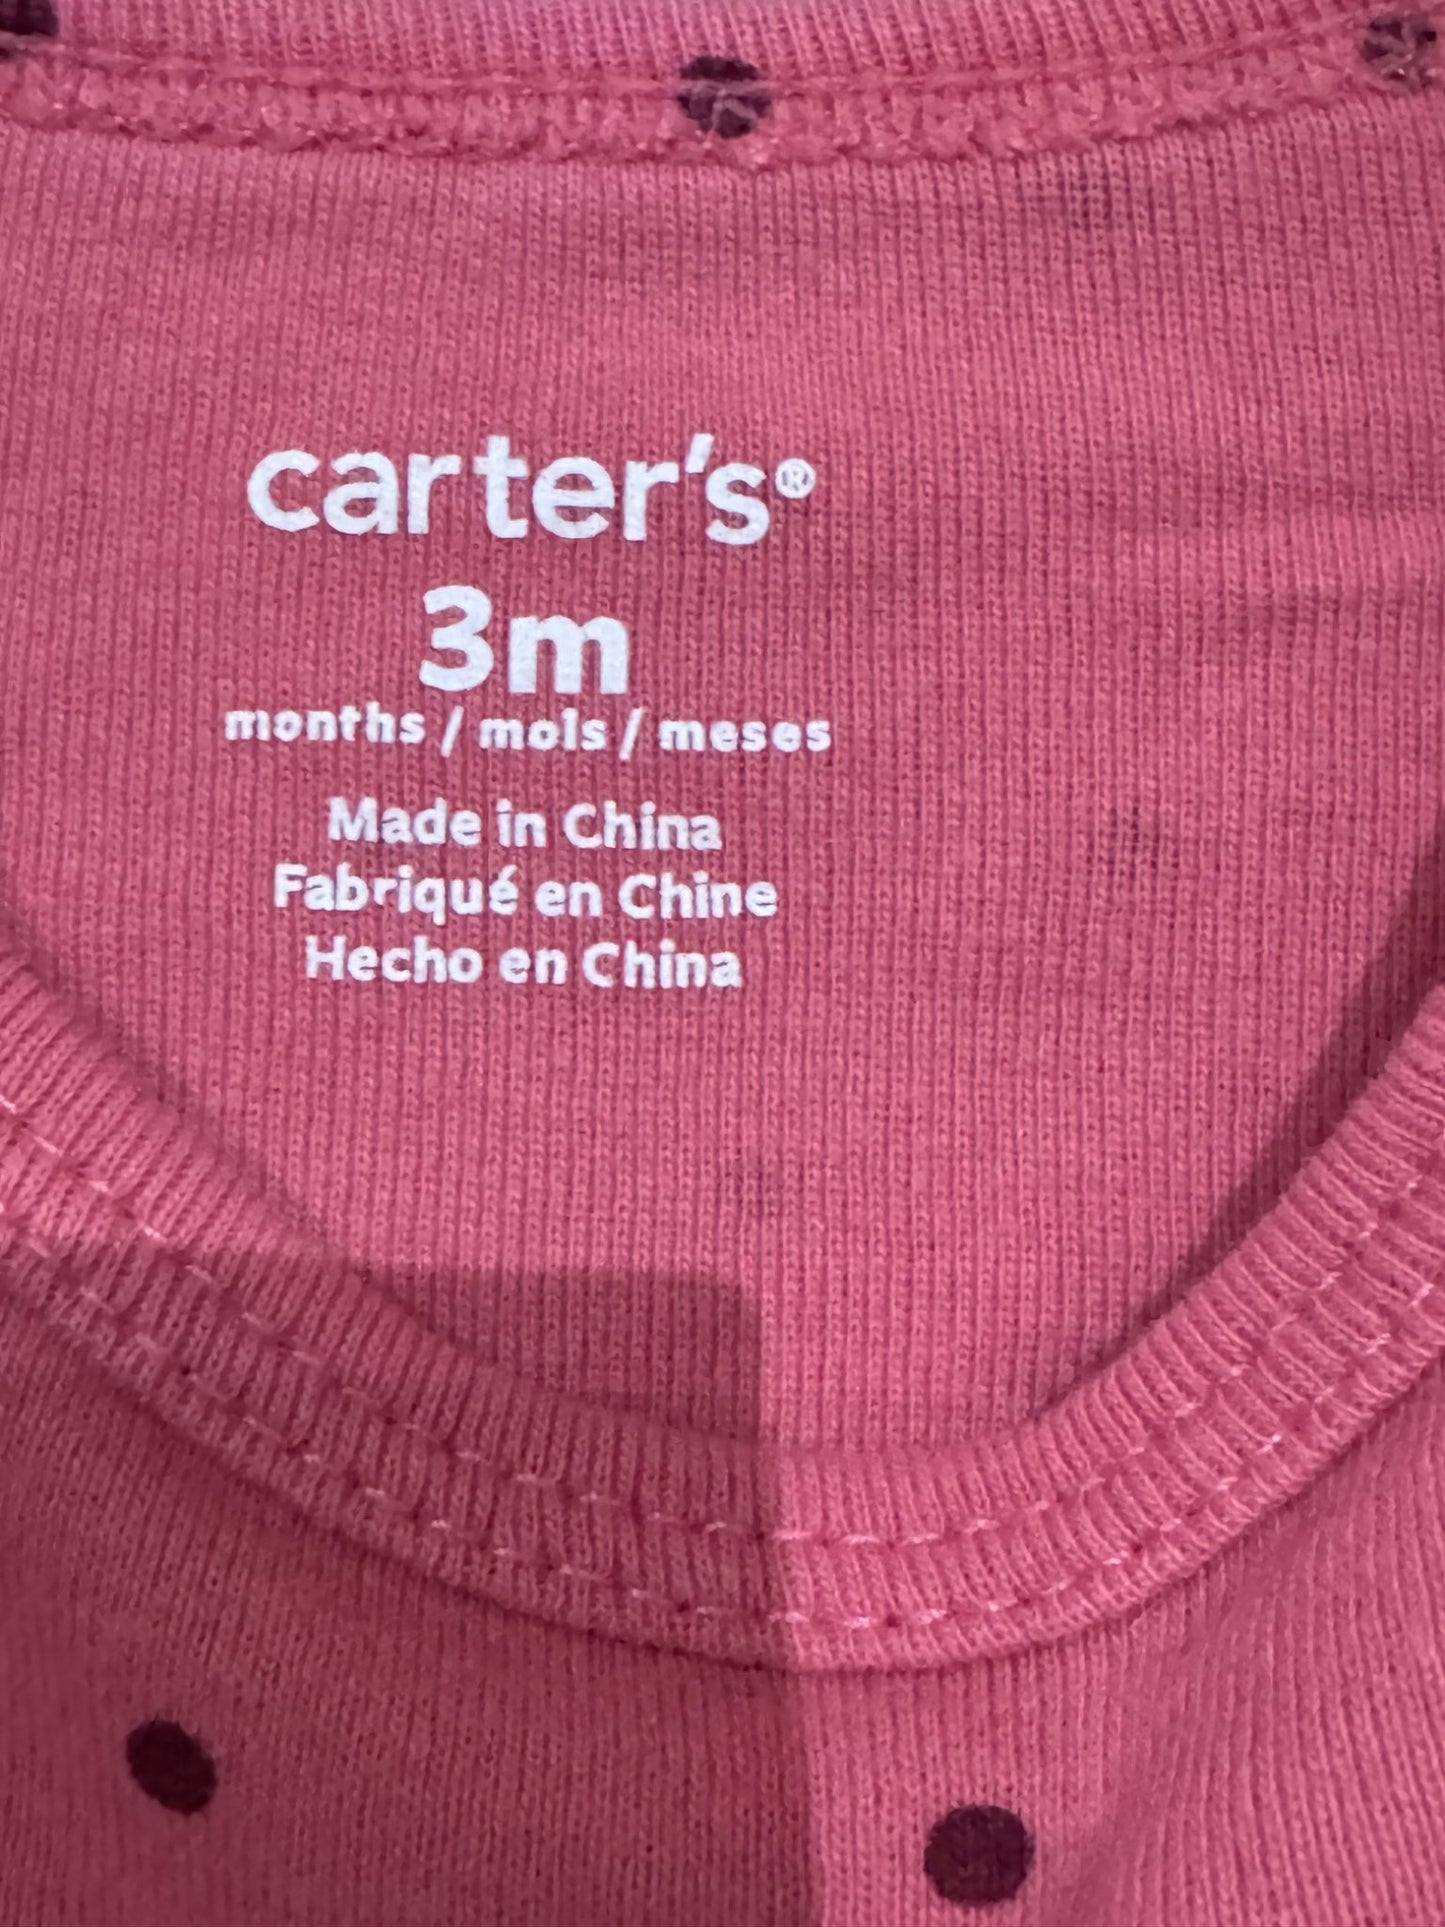 carter's®
3m
months / mois / meses
Made in China
Fabriqué en Chine
Hecho en China